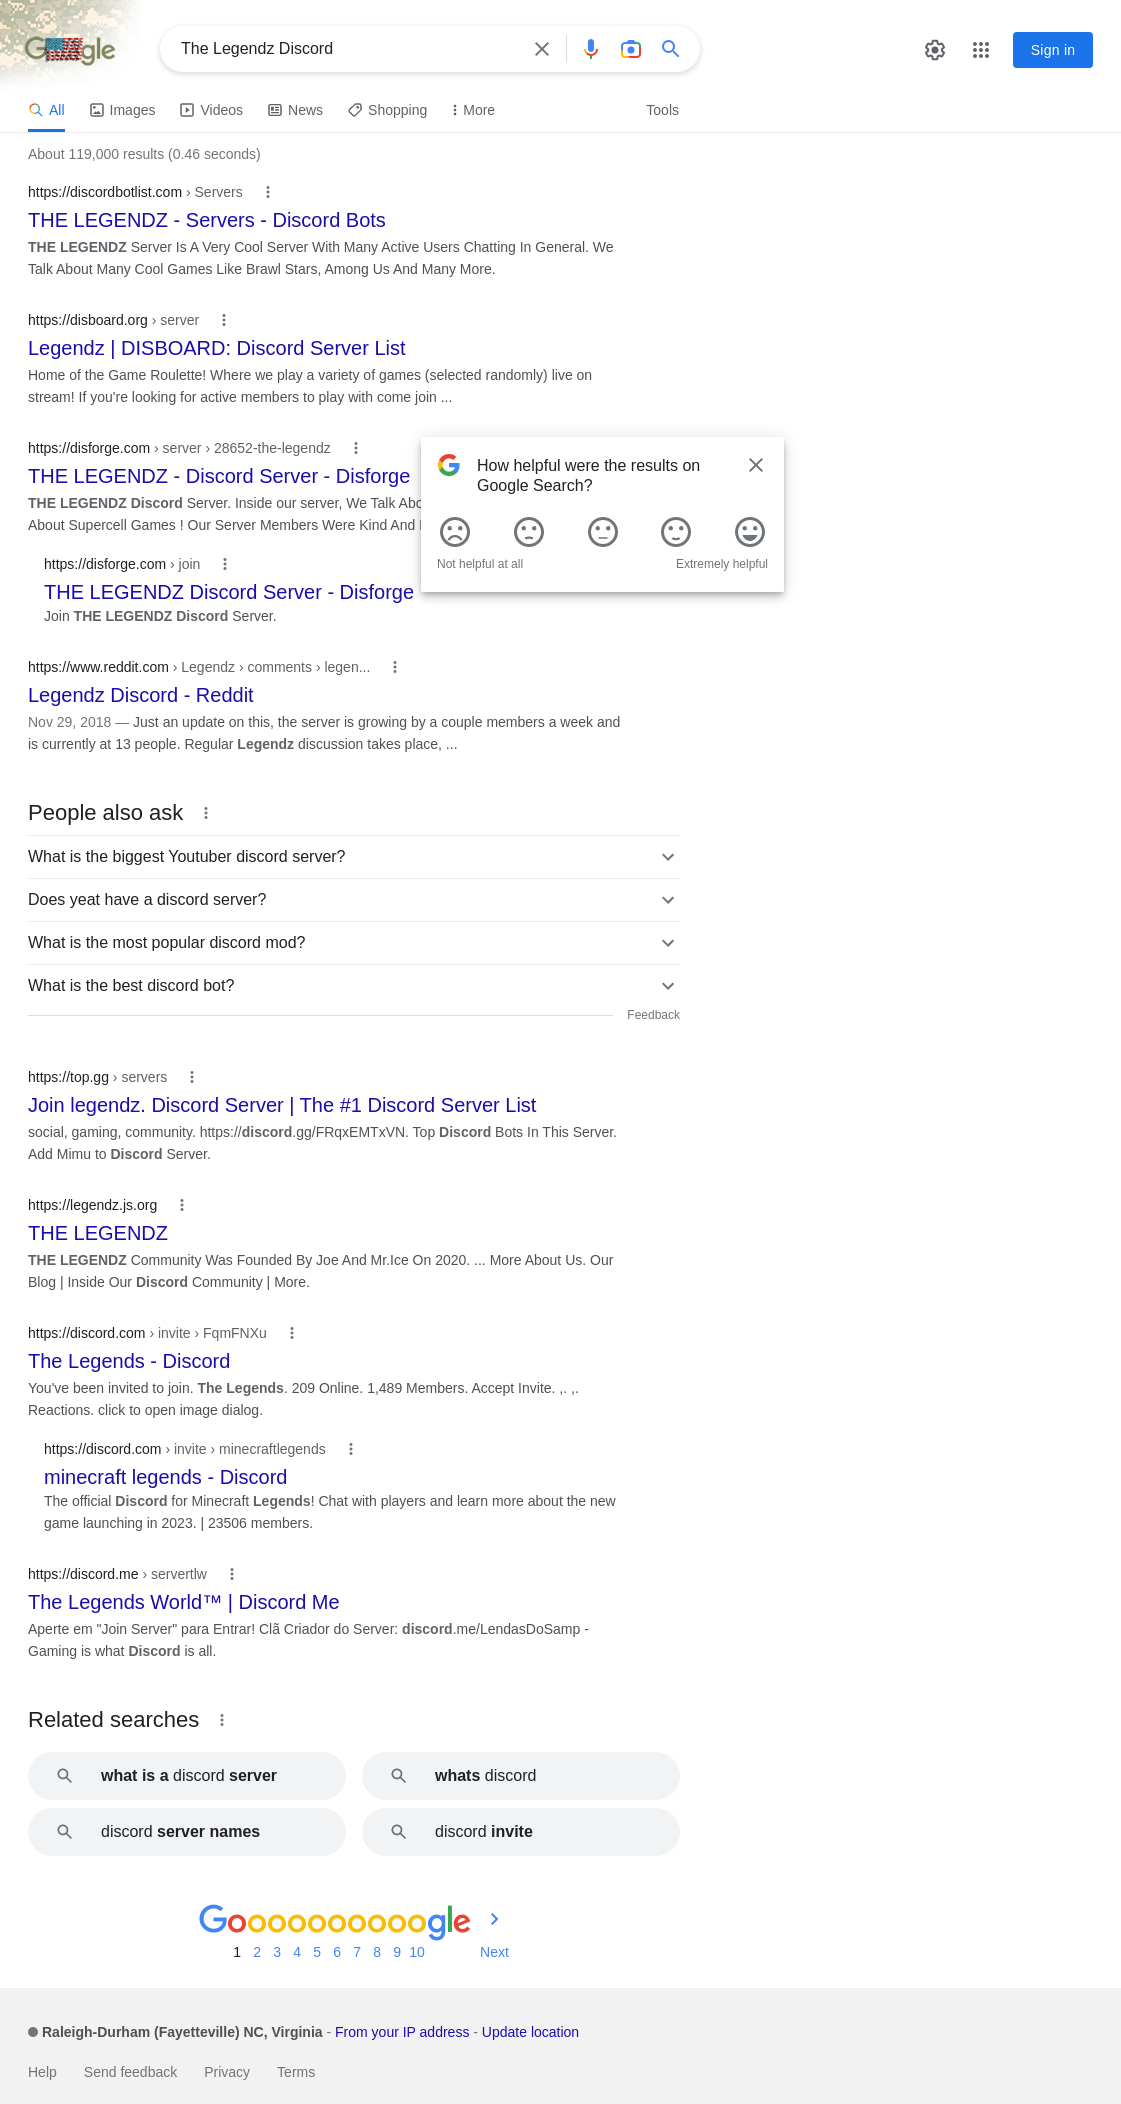 Google
The Legendz Discord
Sign in
All
Images
Videos
News
Shopping
More
Tools
About 119,000 results (0.46 seconds)
https://discordbotlist.com › Servers
THE LEGENDZ - Servers - Discord Bots
THE LEGENDZ Server Is A Very Cool Server With Many Active Users Chatting In General. We
Talk About Many Cool Games Like Brawl Stars, Among Us And Many More.
https://disboard.org › server
Legendz | DISBOARD: Discord Server List
Home of the Game Roulette! Where we play a variety of games (selected randomly) live on
stream! If you're looking for active members to play with come join ...
https://disforge.com › server › 28652-the-legendz
THE LEGENDZ - Discord Server - Disforge
THE LEGENDZ Discord Server. Inside our server, We Talk
About Supercell Games ! Our Server Members Were Kind And
How helpful were the results on
Google Search?
Not helpful at all
Extremely helpful
https://disforge.com › join
THE LEGENDZ Discord Server - Disforge
Join THE LEGENDZ Discord Server.
https://www.reddit.com › Legendz › comments › legen...
Legendz Discord - Reddit
Nov 29, 2018 — Just an update on this, the server is growing by a couple members a week and
is currently at 13 people. Regular Legendz discussion takes place, ...
People also ask
What is the biggest Youtuber discord server?
Does yeat have a discord server?
What is the most popular discord mod?
What is the best discord bot?
Feedback
https://top.gg › servers
Join legendz. Discord Server | The #1 Discord Server List
social, gaming, community. https://discord.gg/FRqxEMTxVN. Top Discord Bots In This Server.
Add Mimu to Discord Server.
https://legendz.js.org
THE LEGENDZ
THE LEGENDZ Community Was Founded By Joe And Mr.Ice On 2020. ... More About Us. Our
Blog | Inside Our Discord Community | More.
https://discord.com › invite › FqmFNXu
The Legends - Discord
You've been invited to join. The Legends. 209 Online. 1,489 Members. Accept Invite. ,. ,.
Reactions. click to open image dialog.
https://discord.com › invite › minecraftlegends
minecraft legends - Discord
The official Discord for Minecraft Legends! Chat with players and learn more about the new
game launching in 2023. | 23506 members.
https://discord.me › servertlw
The Legends World™ | Discord Me
Aperte em "Join Server" para Entrar! Clã Criador do Server: discord.me/LendasDoSamp -
Gaming is what Discord is all.
Related searches
what is a discord server
whats discord
discord server names
discord invite
Goooooooooogle
1 2 3 4 5 6 7 8 9 10 Next
Raleigh-Durham (Fayetteville) NC, Virginia - From your IP address - Update location
Help Send feedback Privacy Terms